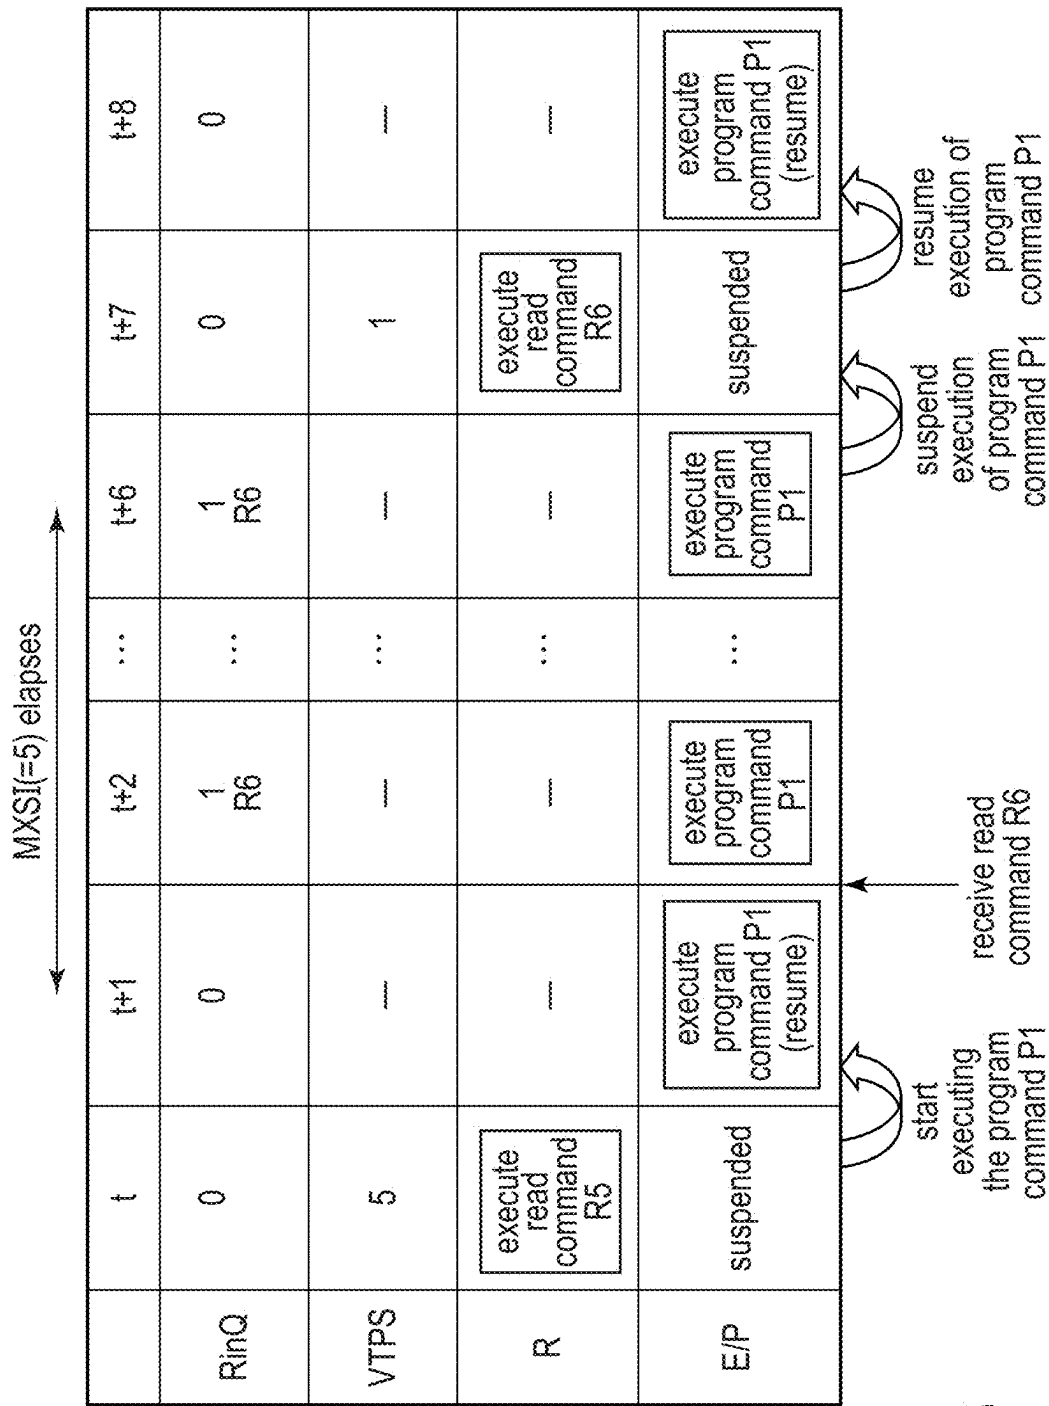 MXSI(=5) elapses
t
t+1
t+2
...
t+6
t+7
t+8
RinQ
0
0
1
R6
...
1
R6
0
0
VTPS
5
—
—
...
—
1
—
R
execute
read
command
R5
—
—
...
—
execute
read
command
R6
—
E/P
suspended
execute
program
command P1
(resume)
execute
program
command
P1
...
execute
program
command
P1
suspended
execute
program
command P1
(resume)
start
executing
the program
command P1
receive read
command R6
suspend
execution
of program
command P1
resume
execution of
program
command P1